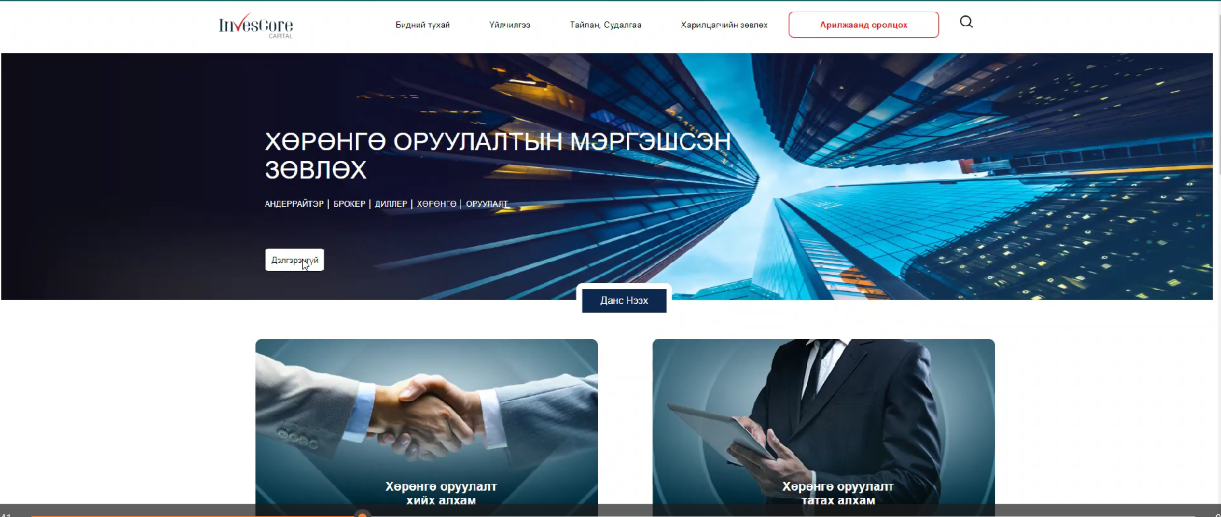 InvesCore
CAPITAL
Бидний тухай
Үйлчилгээ
Тайлан, Судалгаа
Харилцагчийн зөвлөх
Арилжаанд оролцох
ХӨРӨНГӨ ОРУУЛАЛТЫН МЭРГЭШСЭН
ЗӨВЛӨХ
АНДЕРРАЙТЭР | БРОКЕР | ДИЛЛЕР | ХӨРӨНГӨ | ОРУУЛАЛТ
Дэлгэрэнгүй
Данс Нээх
Хөрөнгө оруулалт
хийх алхам
Хөрөнгө оруулалт
татах алхам